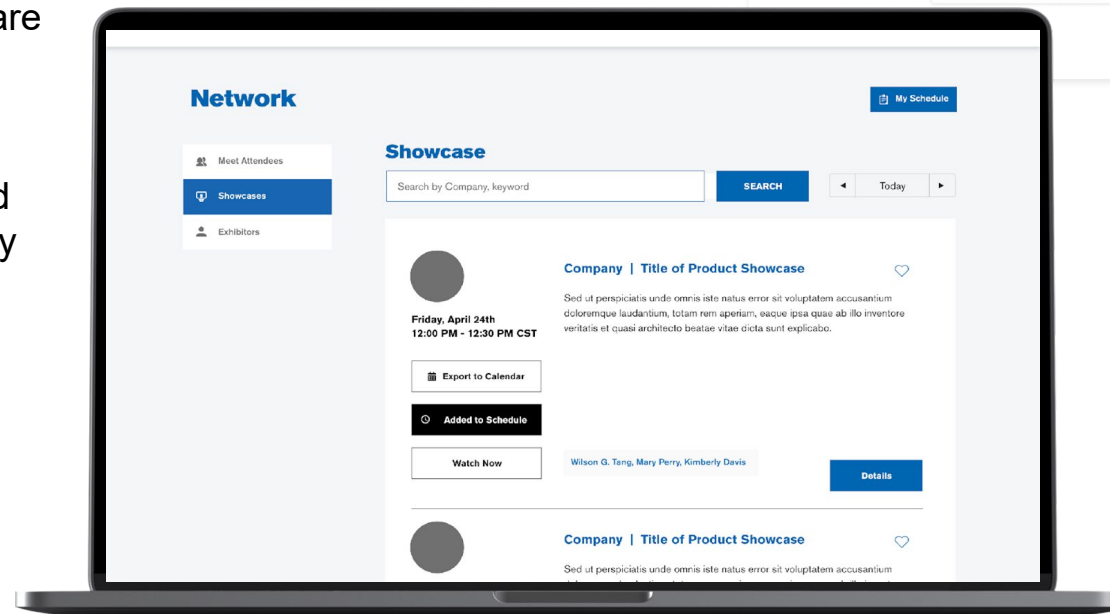 are
d
y
Network
My Schedule
Meet Attendees
Showcases
Exhibitors
Showcase
Search by Company, keyword
SEARCH
Today
Company | Title of Product Showcase
Sed ut perspiciatis unde omnis iste natus error sit voluptatem accusantium
doloremque laudantium, totam rem aperiam, eaque ipsa quae ab illo inventore
veritatis et quasi architecto beatae vitae dicta sunt explicabo.
Friday, April 24th
12:00 PM - 12:30 PM CST
Export to Calendar
Added to Schedule
Watch Now
Wilson G. Tang, Mary Perry, Kimberly Davis
Details
Company | Title of Product Showcase
Sed ut perspiciatis unde omnis iste natus error sit voluptatem accusantium